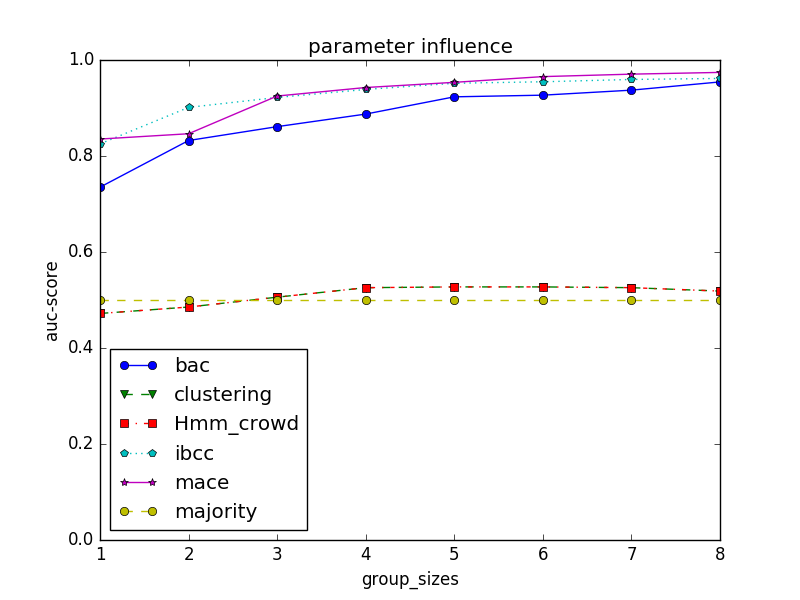 parameter influence
1.0
0.8
0.6
0.4
0.2
0.0
auc-score
bac
clustering
Hmm_crowd
ibcc
mace
majority
1 2 3 4 5 6 7 8
group_sizes